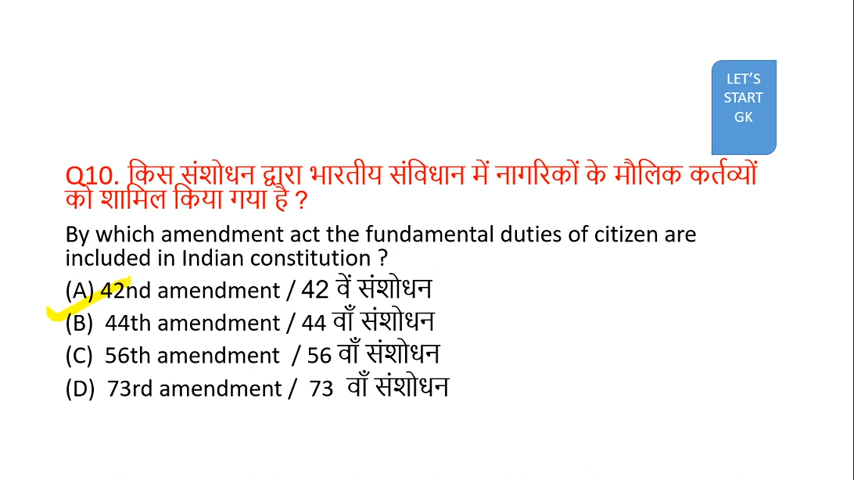 LET'S
START
GK
Q10. किस संशोधन द्वारा भारतीय संविधान में नागरिकों के मौलिक कर्तव्यों
को शामिल किया गया है ?
By which amendment act the fundamental duties of citizen are
included in Indian constitution ?
(A) 42nd amendment / 42 वें संशोधन
(B) 44th amendment / 44 वाँ संशोधन
(C) 56th amendment / 56 वाँ संशोधन
(D) 73rd amendment / 73 वाँ संशोधन